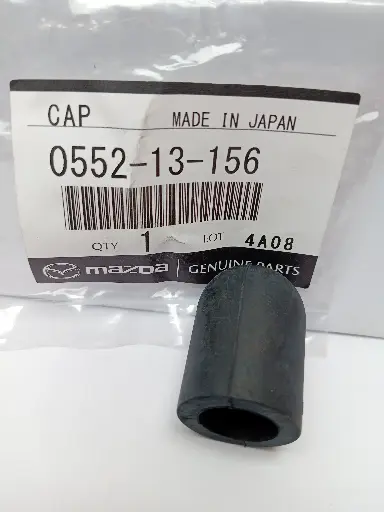 CAP MADE IN JAPAN
0552-13-156
QTY 1 LOT 4A08
mazda GENUINE PARTS